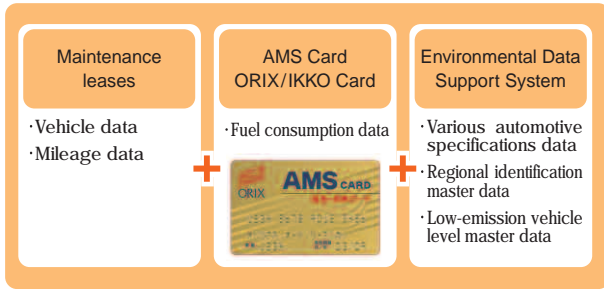 Maintenance
leases
·Vehicle data
·Mileage data
+
AMS Card
ORIX/IKKO Card
·Fuel consumption data
ORIX
AMS CARD
+
Environmental Data
Support System
·Various automotive
specifications data
·Regional identification
master data
·Low-emission vehicle
level master data